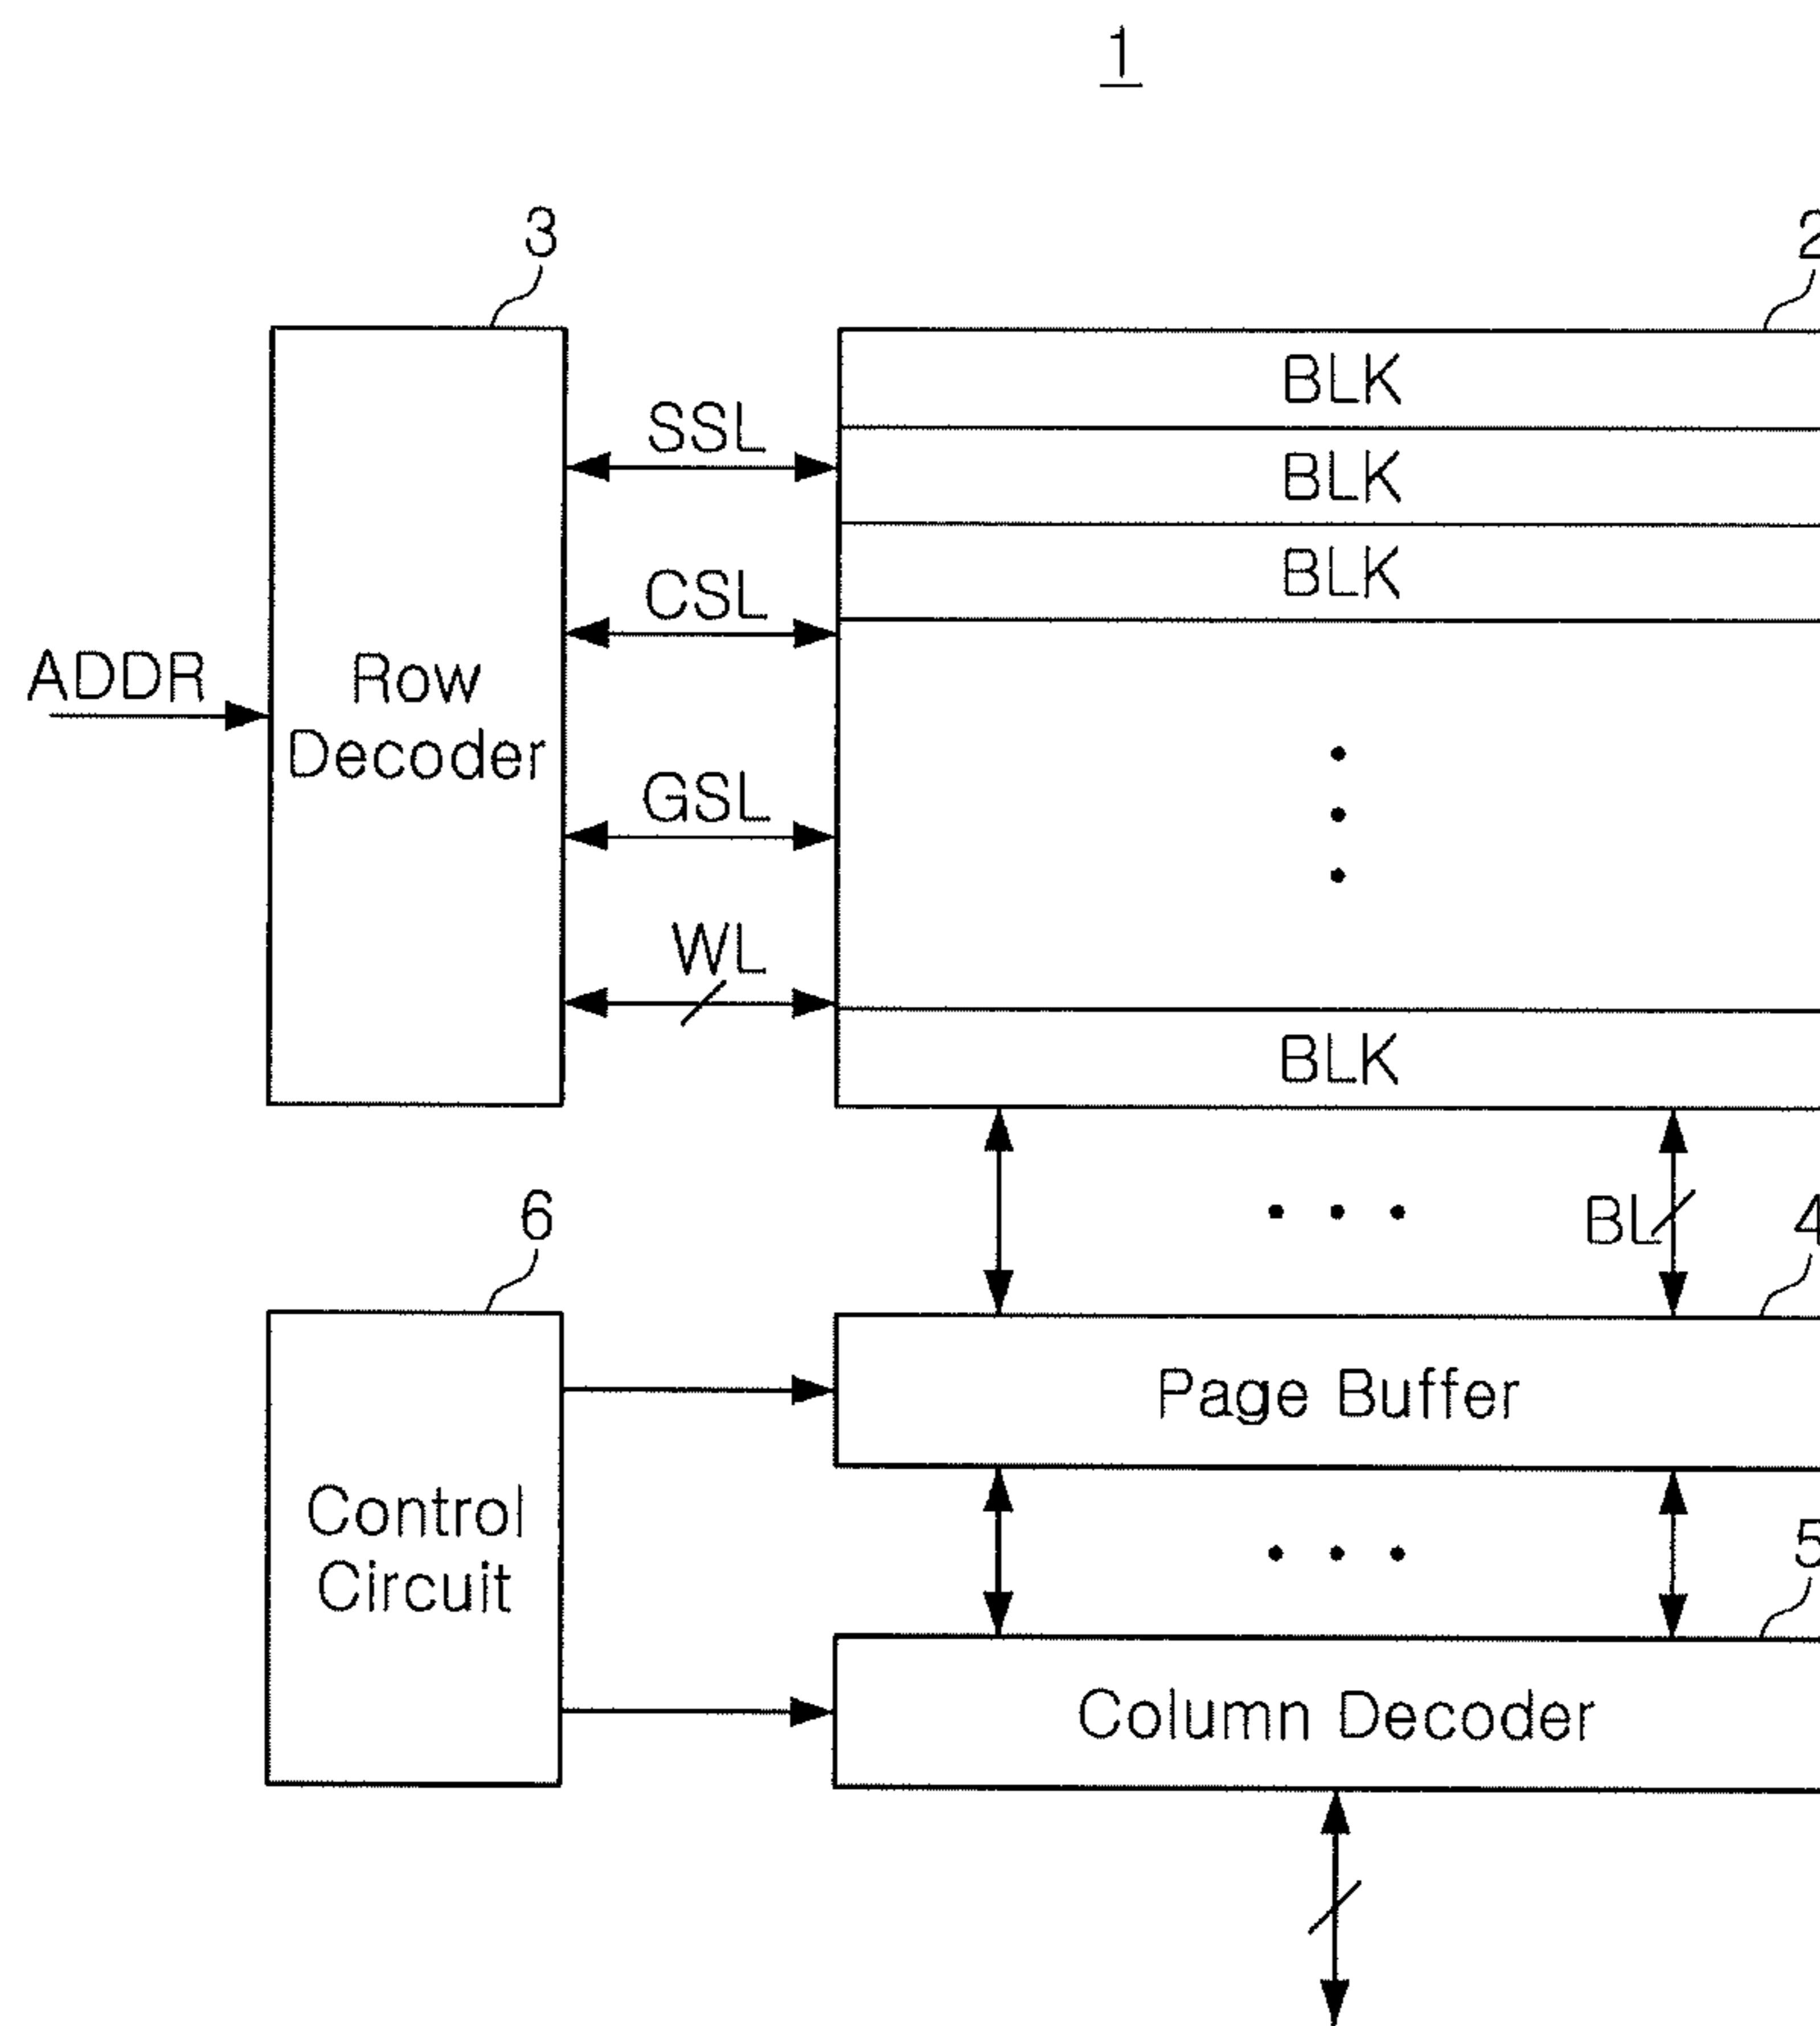 1
3
2
BLK
SSL
BLK
BLK
CSL
ADDR
Row
Decoder
GSL
WL
BLK
6
BL
4
Page Buffer
Control
Circuit
5
Column Decoder